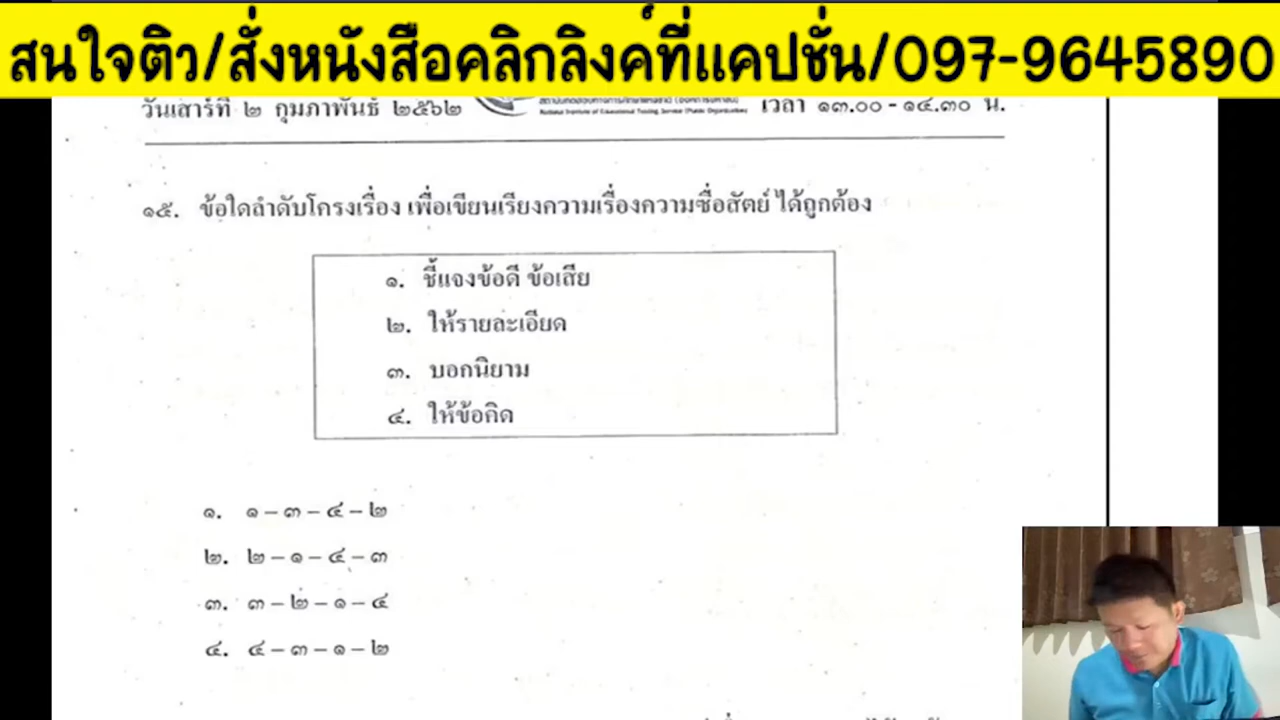 สนใจติว/สั่งหนังสือคลิกลิงค์ที่แคปชั่น/097-9645890
วันเสาร์ที่ ๒ กุมภาพันธ์ ๒๕๖๒
National Institute of Educational Testing Service (Public Organization)
เวลา ๑๓.๐๐ - ๑๔.๓๐ น.
๑๕. ข้อใดลำดับโครงเรื่อง เพื่อเขียนเรียงความเรื่องความซื่อสัตย์ ได้ถูกต้อง
๑. ชี้แจงข้อดี ข้อเสีย
๒. ให้รายละเอียด
๓. บอกนิยาม
๔. ให้ข้อคิด
๑. ๑ – ๓ – ๔ – ๒
๒. ๒ – ๑ – ๔ – ๓
๓. ๓ – ๒ – ๑ – ๔
๔. ๔ – ๓ – ๑ – ๒